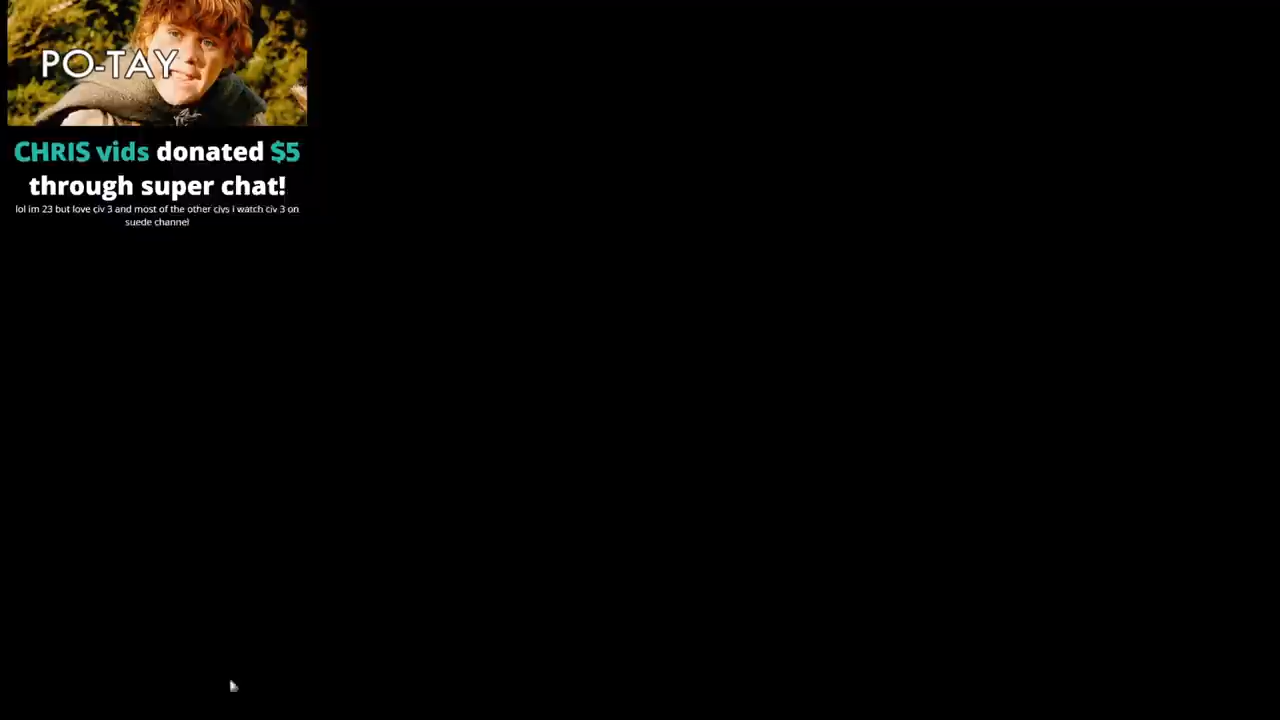 PO-TAY
CHRIS vids donated $5
through super chat!
lol im 23 but love civ 3 and most of the other civs i watch civ 3 on
suede channel